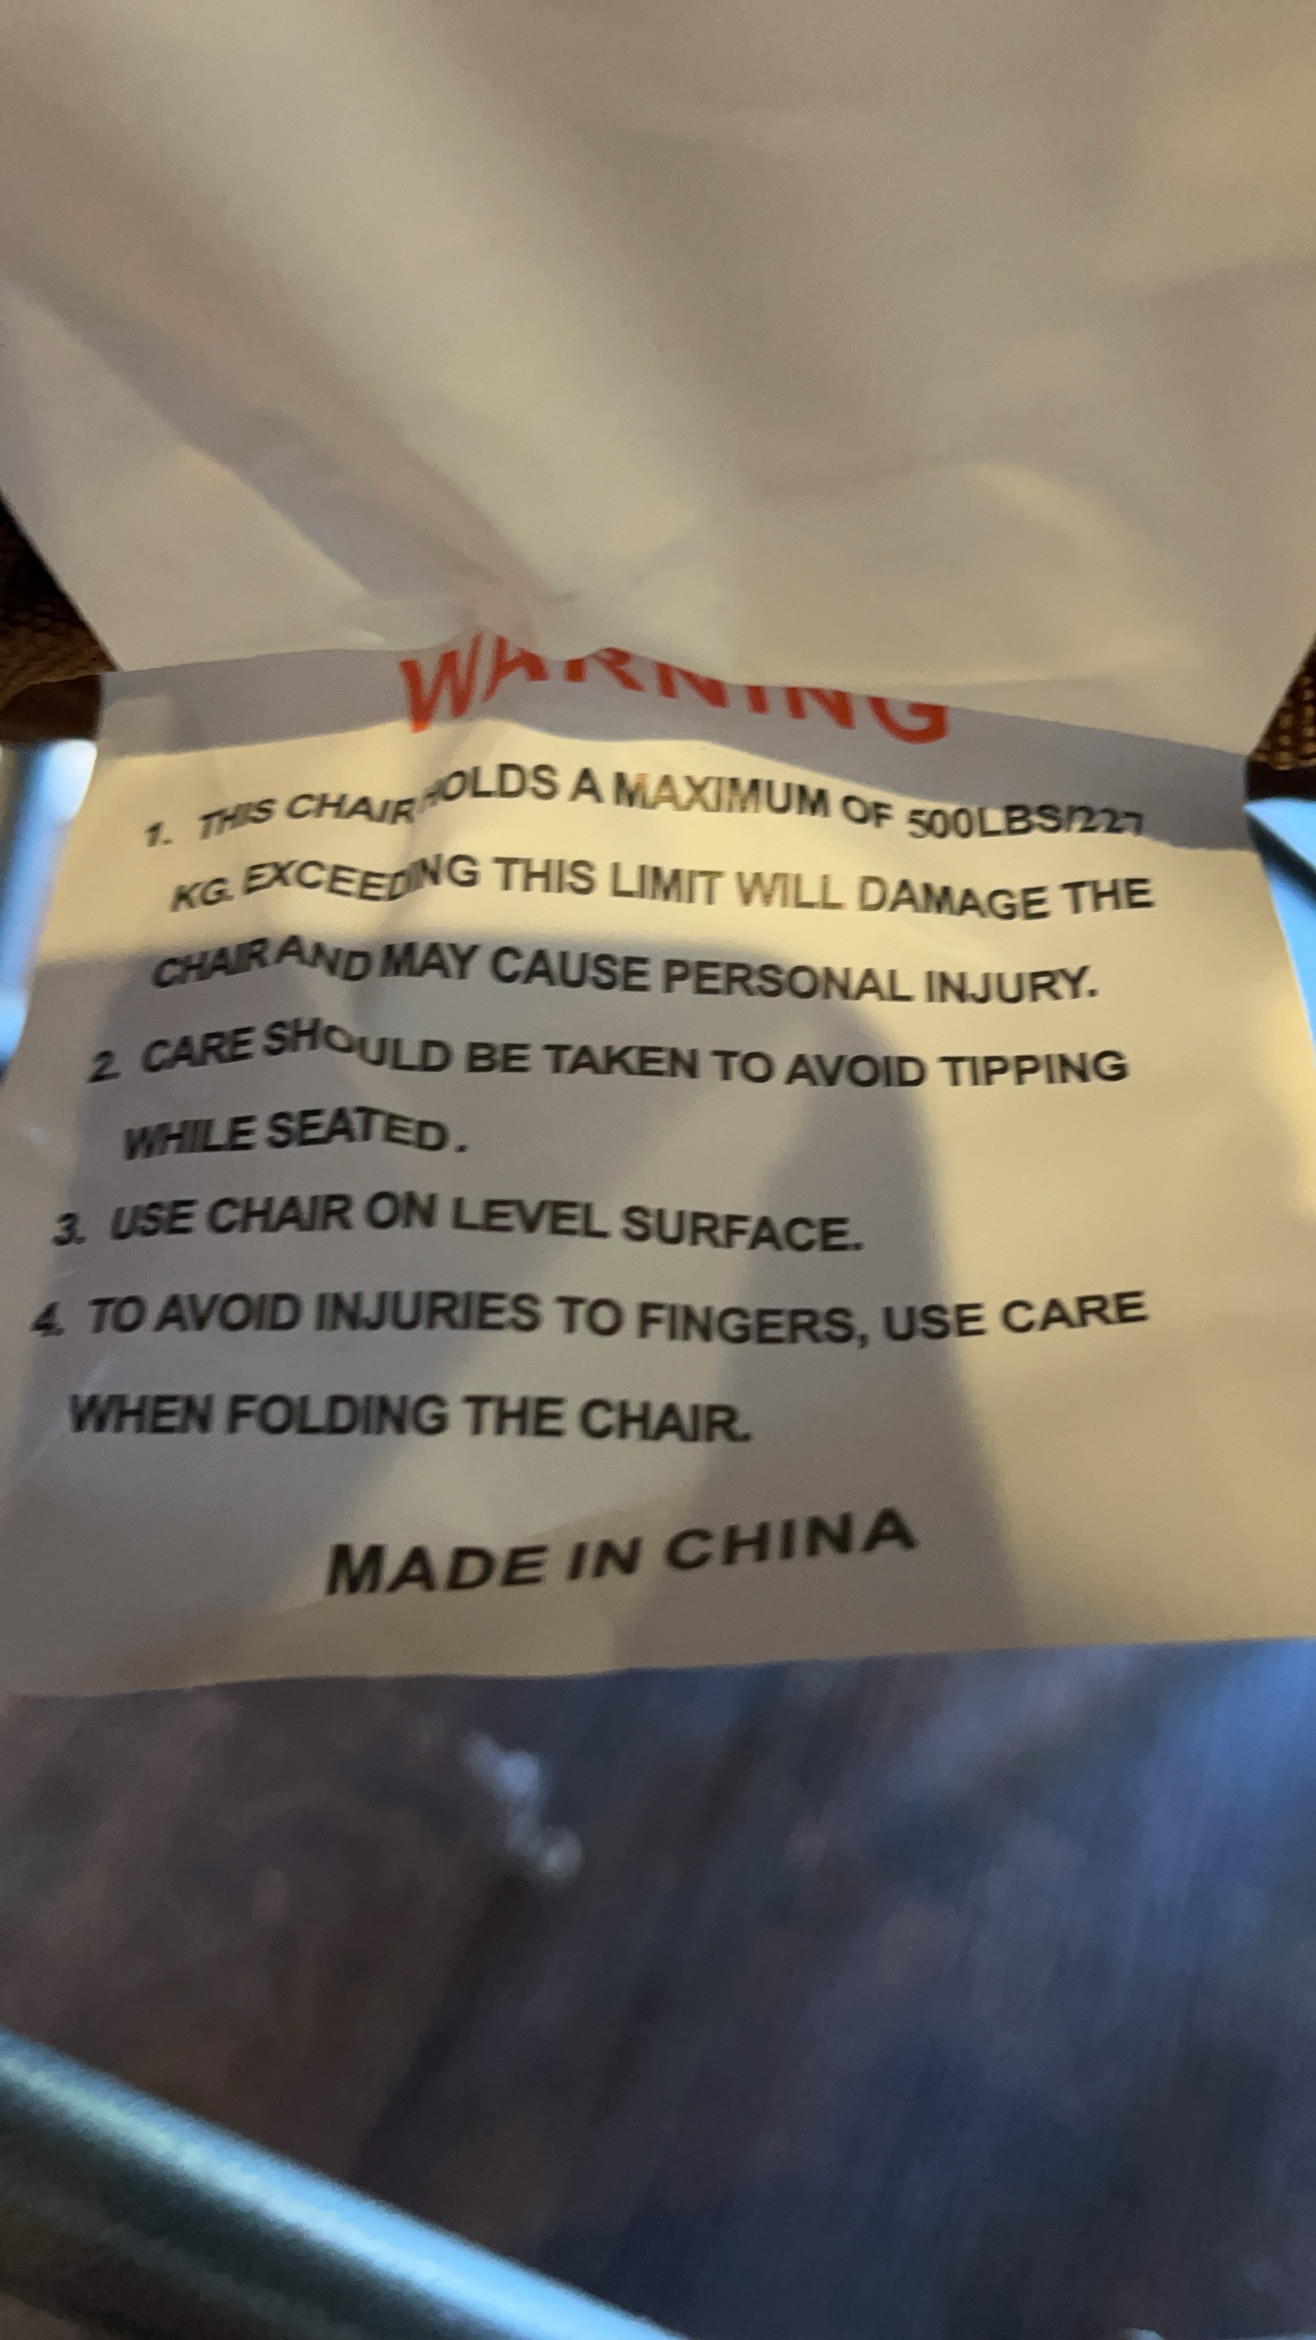 WARNING
1. THIS CHAIR HOLDS A MAXIMUM OF 500LBS/227
KG. EXCEEDING THIS LIMIT WILL DAMAGE THE
CHAIR AND MAY CAUSE PERSONAL INJURY.
2. CARE SHOULD BE TAKEN TO AVOID TIPPING
WHILE SEATED.
3. USE CHAIR ON LEVEL SURFACE.
4. TO AVOID INJURIES TO FINGERS, USE CARE
WHEN FOLDING THE CHAIR.
MADE IN CHINA